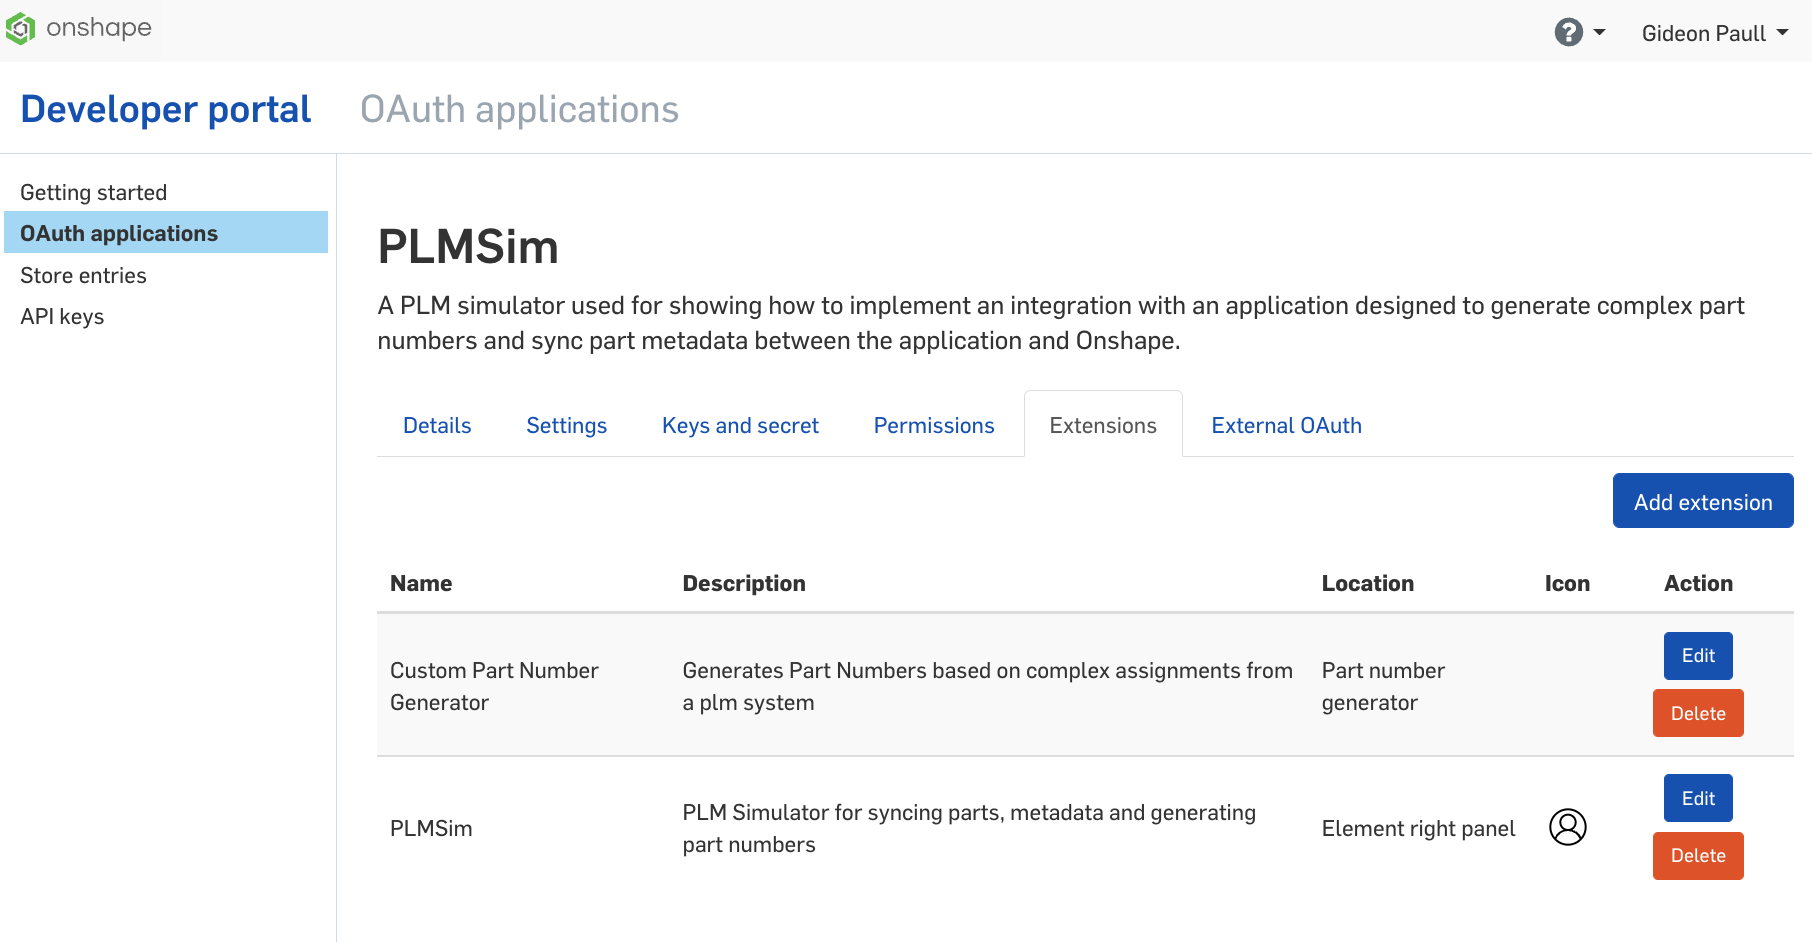 onshape
? Gideon Paull
Developer portal OAuth applications
Getting started
OAuth applications
Store entries
API keys
PLMSim
A PLM simulator used for showing how to implement an integration with an application designed to generate complex part
numbers and sync part metadata between the application and Onshape.
Details Settings Keys and secret Permissions Extensions External OAuth
Add extension
Name Description Location Icon Action
Custom Part Number
Generator
Generates Part Numbers based on complex assignments from
a plm system
Part number
generator
Edit
Delete
PLMSim
PLM Simulator for syncing parts, metadata and generating
part numbers
Element right panel
Edit
Delete